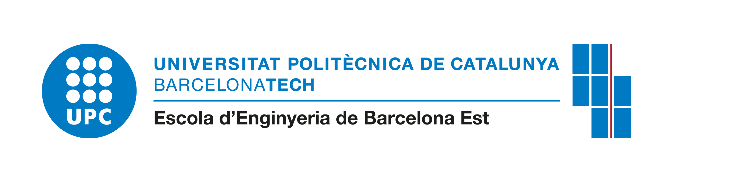 UPC
UNIVERSITAT POLITÈCNICA DE CATALUNYA
BARCELONATECH
Escola d'Enginyeria de Barcelona Est